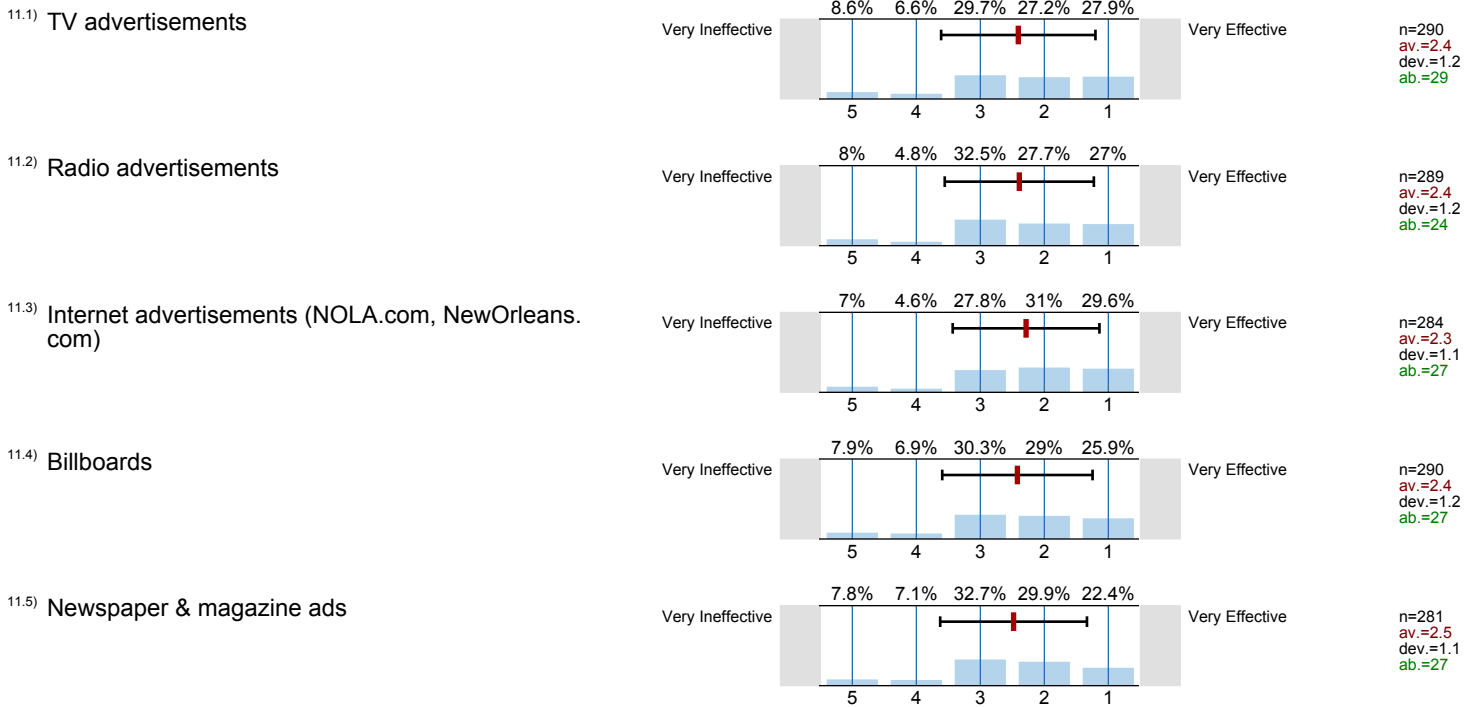 11.1) TV advertisements
8.6% 6.6% 29.7% 27.2% 27.9%
Very Ineffective
Very Effective
n=290
av.=2.4
dev.=1.2
ab.=29
5 4 3 2 1
11.2) Radio advertisements
8% 4.8% 32.5% 27.7% 27%
Very Ineffective
Very Effective
n=289
av.=2.4
dev.=1.2
ab.=24
5 4 3 2 1
11.3) Internet advertisements (NOLA.com, NewOrleans.
com)
7% 4.6% 27.8% 31% 29.6%
Very Ineffective
Very Effective
n=284
av.=2.3
dev.=1.1
ab.=27
5 4 3 2 1
11.4) Billboards
7.9% 6.9% 30.3% 29% 25.9%
Very Ineffective
Very Effective
n=290
av.=2.4
dev.=1.2
ab.=27
5 4 3 2 1
11.5) Newspaper & magazine ads
7.8% 7.1% 32.7% 29.9% 22.4%
Very Ineffective
Very Effective
n=281
av.=2.5
dev.=1.1
ab.=27
5 4 3 2 1